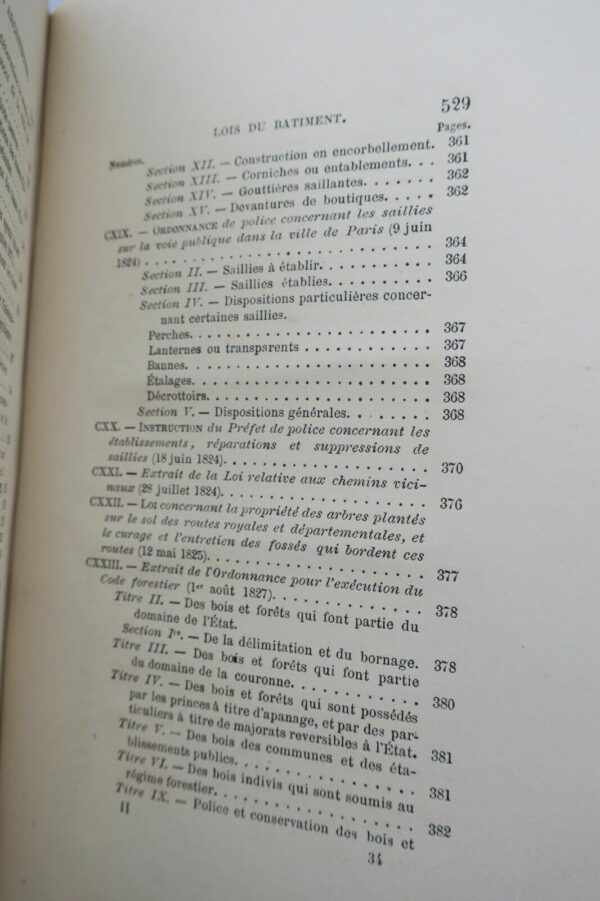 LOIS DU BATIMENT. 529
Numéros. Pages.
Section XII. — Construction en encorbellement. 361
Section XIII. — Corniches ou entablements. . . 361
Section XIV. — Gouttières saillantes. . . . . . . 362
Section XV. — Devantures de boutiques. . . . . 362
CXIX. — ORDONNANCE de police concernant les saillies
sur la voie publique dans la ville de Paris (9 juin
1824) . . . . . . . . . . . . . . . . . . . . . . 364
Section II. — Saillies à établir. . . . . . . . . . 364
Section III. — Saillies établies. . . . . . . . . . 366
Section IV. — Dispositions particulières concer-
nant certaines saillies.
Perches. . . . . . . . . . . . . . . . . . . . . . 367
Lanternes ou transparents . . . . . . . . . . . 367
Bannes. . . . . . . . . . . . . . . . . . . . . . 368
Étalages. . . . . . . . . . . . . . . . . . . . . 368
Décrottoirs. . . . . . . . . . . . . . . . . . . . 368
Section V. — Dispositions générales. . . . . . . 368
CXX. — INSTRUCTION du Préfet de police concernant les
établissements, réparations et suppressions de
saillies (18 juin 1824). . . . . . . . . . . . . . . 370
CXXI. — Extrait de la Loi relative aux chemins vici-
naux (28 juillet 1824). . . . . . . . . . . . . . . 376
CXXII. — LOI concernant la propriété des arbres plantés
sur le sol des routes royales et départementales, et
le curage et l'entretien des fossés qui bordent ces
routes (12 mai 1825). . . . . . . . . . . . . . . . 377
CXXIII. — Extrait de l'Ordonnance pour l'exécution du
Code forestier (1er août 1827). . . . . . . . . . . . 378
Titre II. — Des bois et forêts qui font partie du
domaine de l'État.
Section Ire. — De la délimitation et du bornage. 378
Titre III. — Des bois et forêts qui font partie
du domaine de la couronne. . . . . . . . . . . 380
Titre IV. — Des bois et forêts qui sont possédés
par les princes à titre d'apanage, et par des par-
ticuliers à titre de majorats reversibles à l'État. 381
Titre V. — Des bois des communes et des éta-
blissements publics. . . . . . . . . . . . . . . 381
Titre VI. — Des bois indivis qui sont soumis au
régime forestier. . . . . . . . . . . . . . . . . 382
Titre IX. — Police et conservation des bois et
II 34